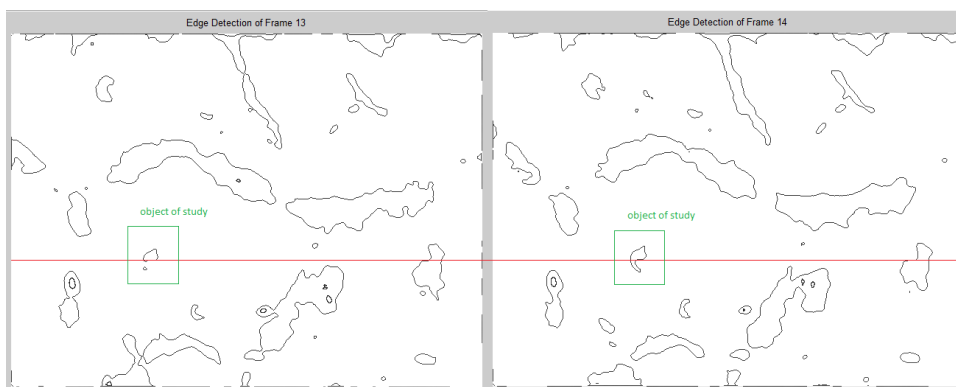 Edge Detection of Frame 13
Edge Detection of Frame 14
object of study
object of study